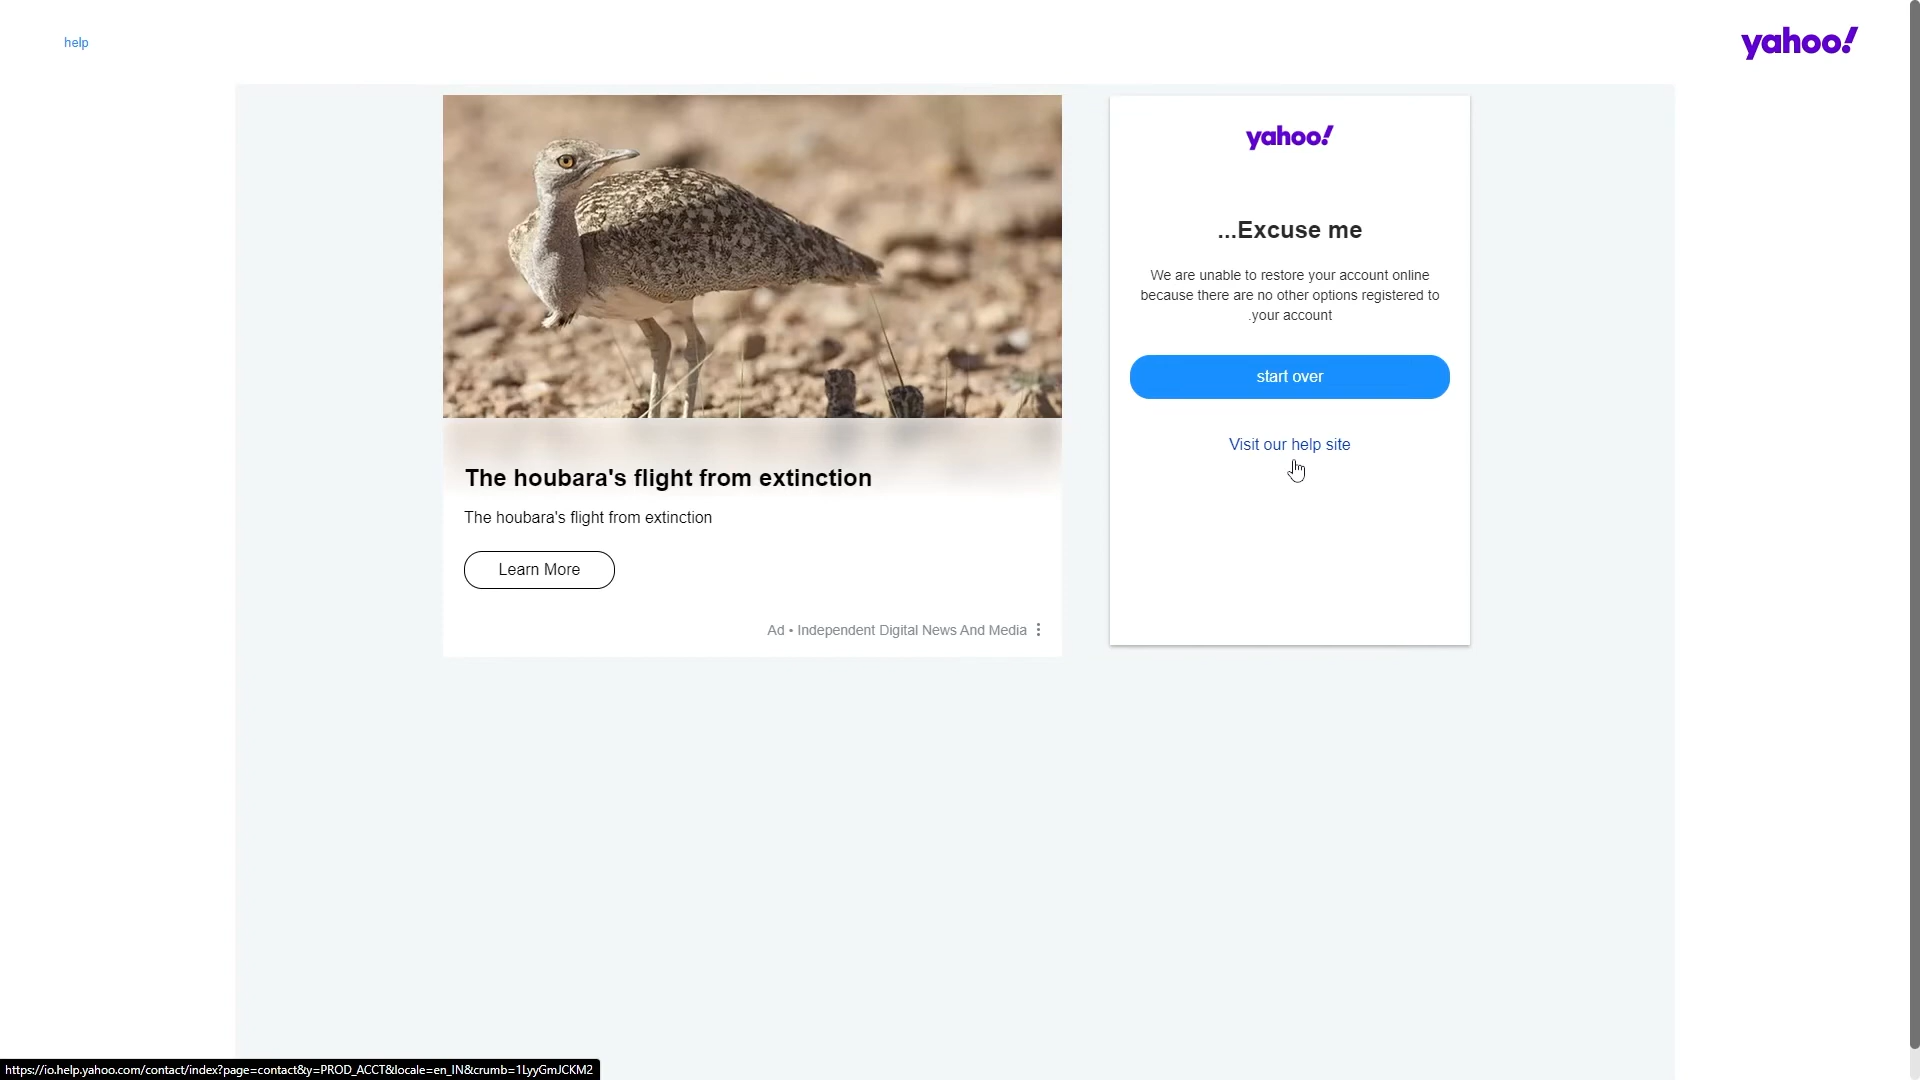 help
yahoo!
yahoo!
...Excuse me
We are unable to restore your account online
because there are no other options registered to
.your account
start over
Visit our help site
The houbara's flight from extinction
The houbara's flight from extinction
Learn More
Ad • Independent Digital News And Media
https://io.help.yahoo.com/contact/index?page=contact&y=PROD_ACCT&locale=en_IN&crumb=1LyyGmJCKM2